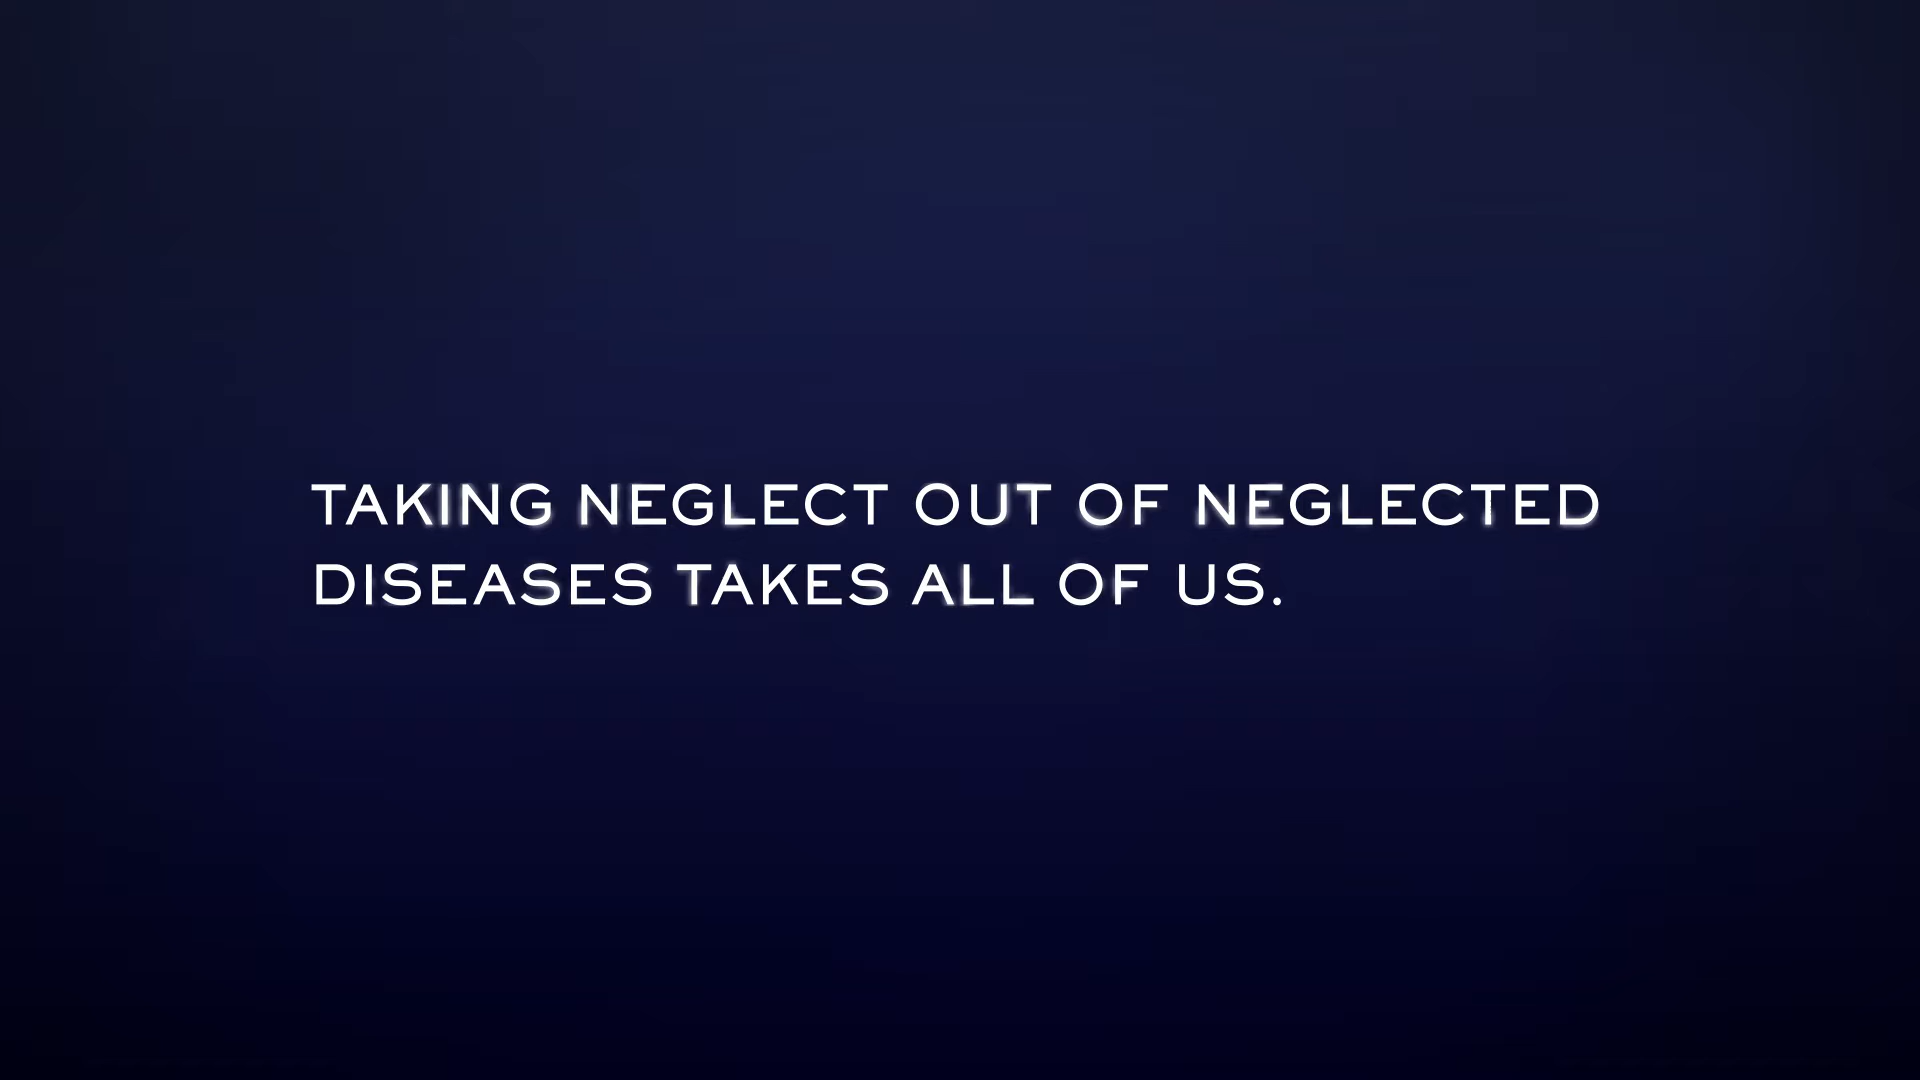 TAKING NEGLECT OUT OF NEGLECTED
DISEASES TAKES ALL OF US.